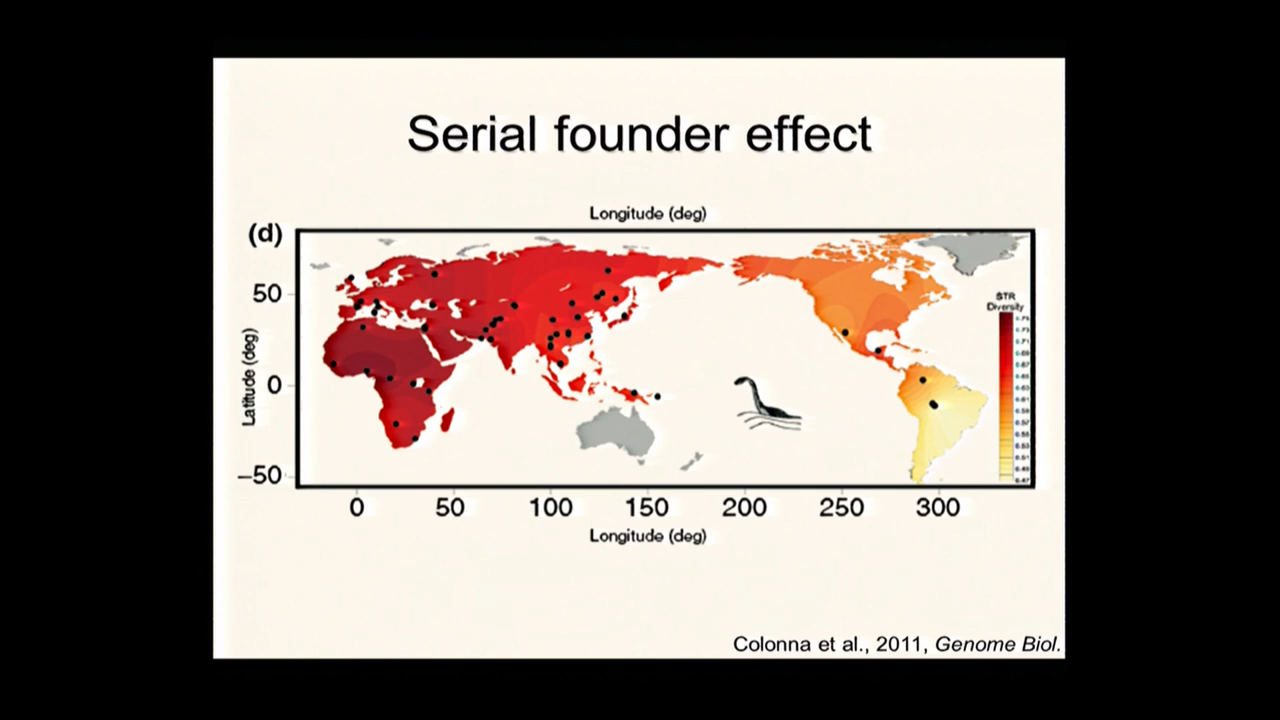 Serial founder effect
Longitude (deg)
(d)
50
0
−50
Latitude (deg)
STR
Diversity
0 50 100 150 200 250 300
Longitude (deg)
Colonna et al., 2011, Genome Biol.